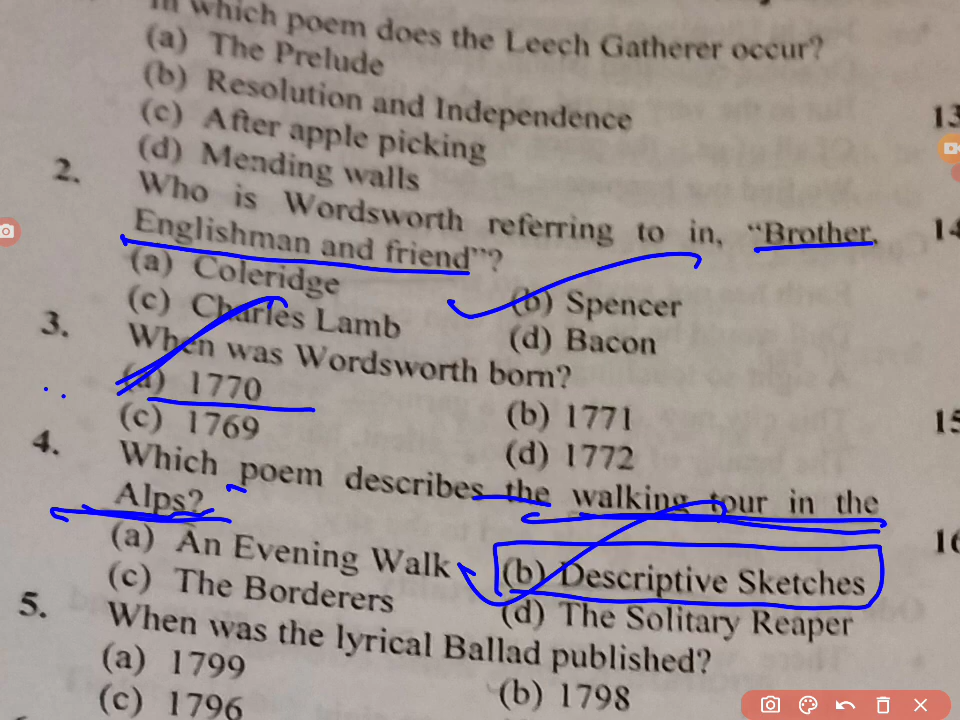 In which poem does the Leech Gatherer occur?
(a) The Prelude
(b) Resolution and Independence
(c) After apple picking
(d) Mending walls
2. Who is Wordsworth referring to in, "Brother,
Englishman and friend"?
(a) Coleridge (b) Spencer
(c) Charles Lamb (d) Bacon
3. When was Wordsworth born?
(a) 1770 (b) 1771
(c) 1769 (d) 1772
4. Which poem describes the walking tour in the
Alps?
(a) An Evening Walk (b) Descriptive Sketches
(c) The Borderers (d) The Solitary Reaper
5. When was the lyrical Ballad published?
(a) 1799 (b) 1798
(c) 1796
13
14
15
16